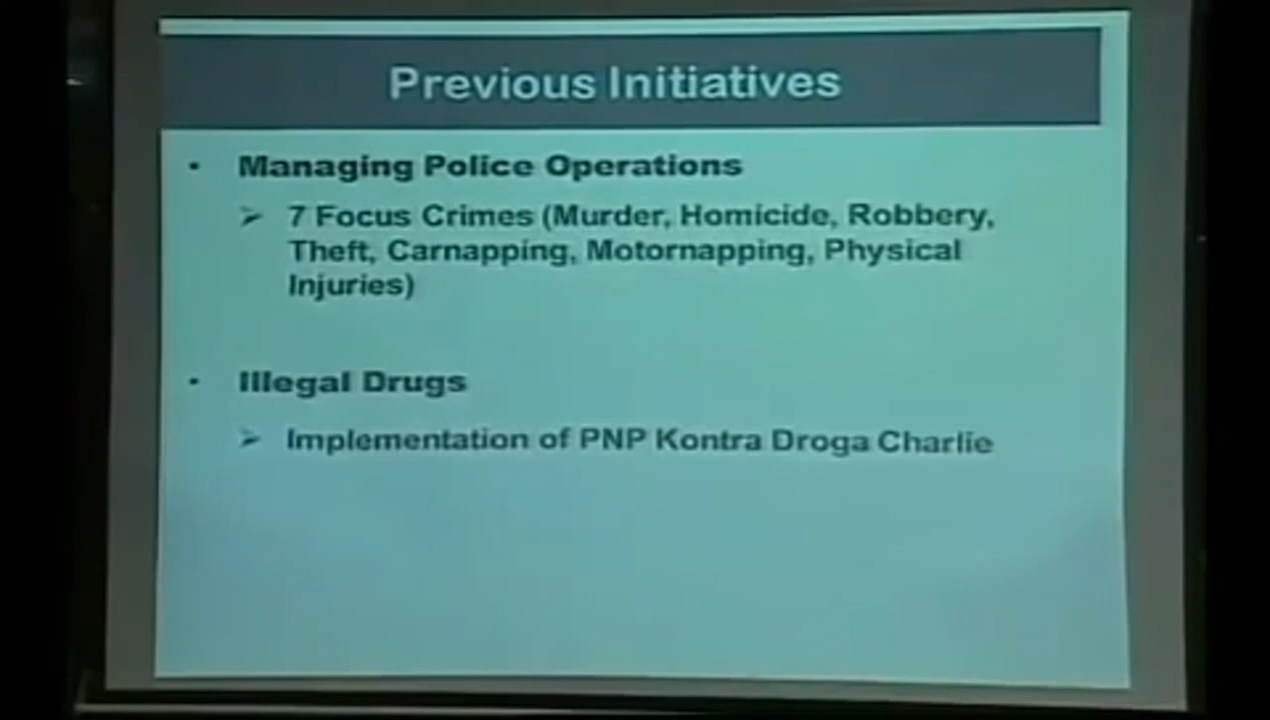 Previous Initiatives
• Managing Police Operations
➢ 7 Focus Crimes (Murder, Homicide, Robbery,
Theft, Carnapping, Motornapping, Physical
Injuries)
• Illegal Drugs
➢ Implementation of PNP Kontra Droga Charlie